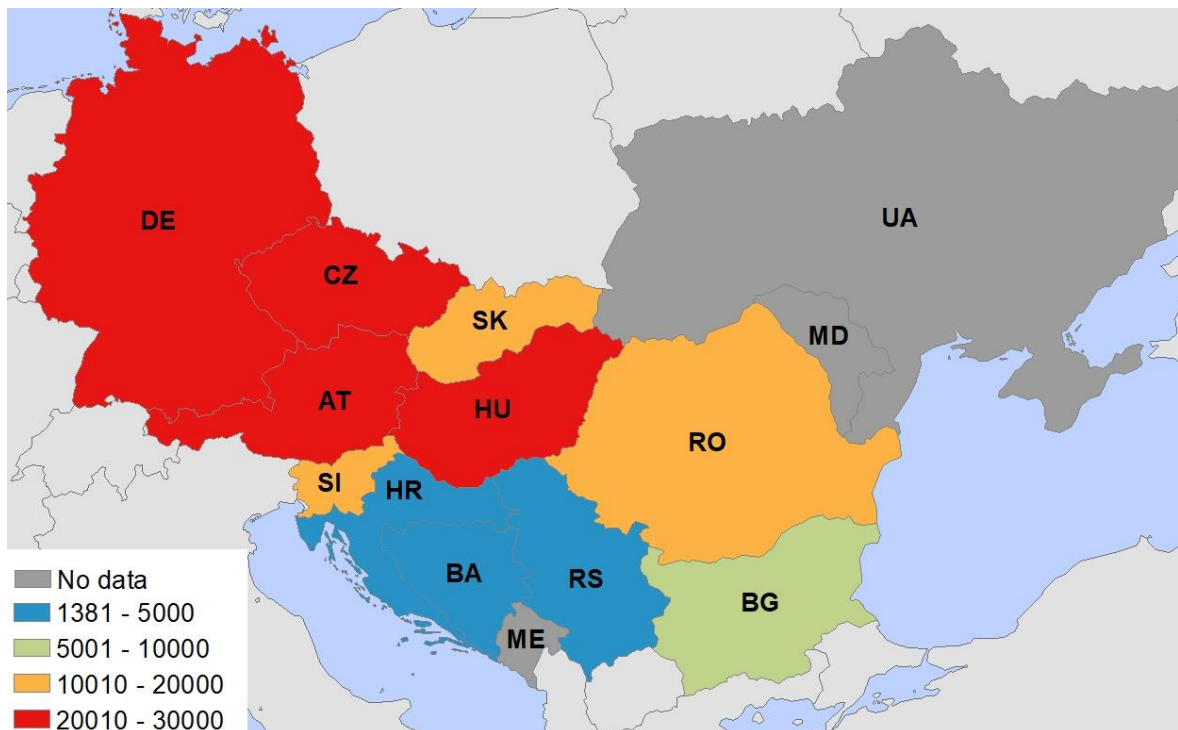 DE
UA
CZ
SK
MD
AT
HU
RO
SI
HR
BA
RS
BG
ME
No data
1381 - 5000
5001 - 10000
10010 - 20000
20010 - 30000